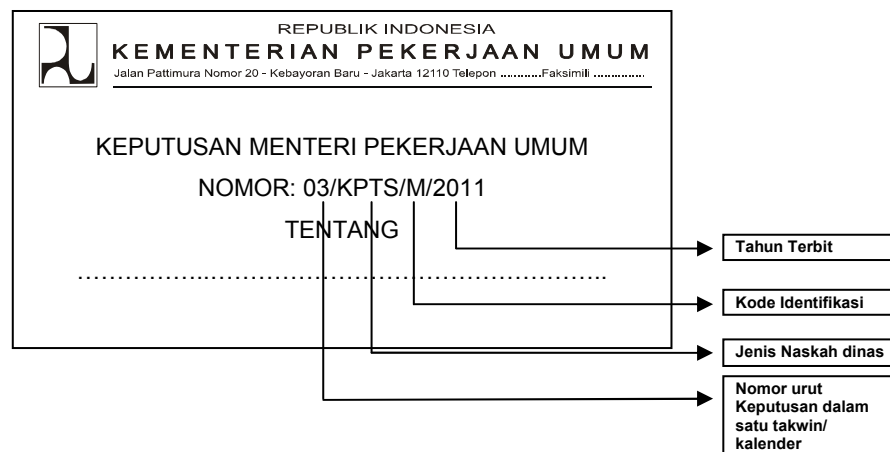 REPUBLIK INDONESIA
KEMENTERIAN PEKERJAAN UMUM
Jalan Pattimura Nomor 20 - Kebayoran Baru - Jakarta 12110 Telepon ............Faksimili ................
KEPUTUSAN MENTERI PEKERJAAN UMUM
NOMOR: 03/KPTS/M/2011
TENTANG
…………………………………………………………..
Tahun Terbit
Kode Identifikasi
Jenis Naskah dinas
Nomor urut
Keputusan dalam
satu takwin/
kalender